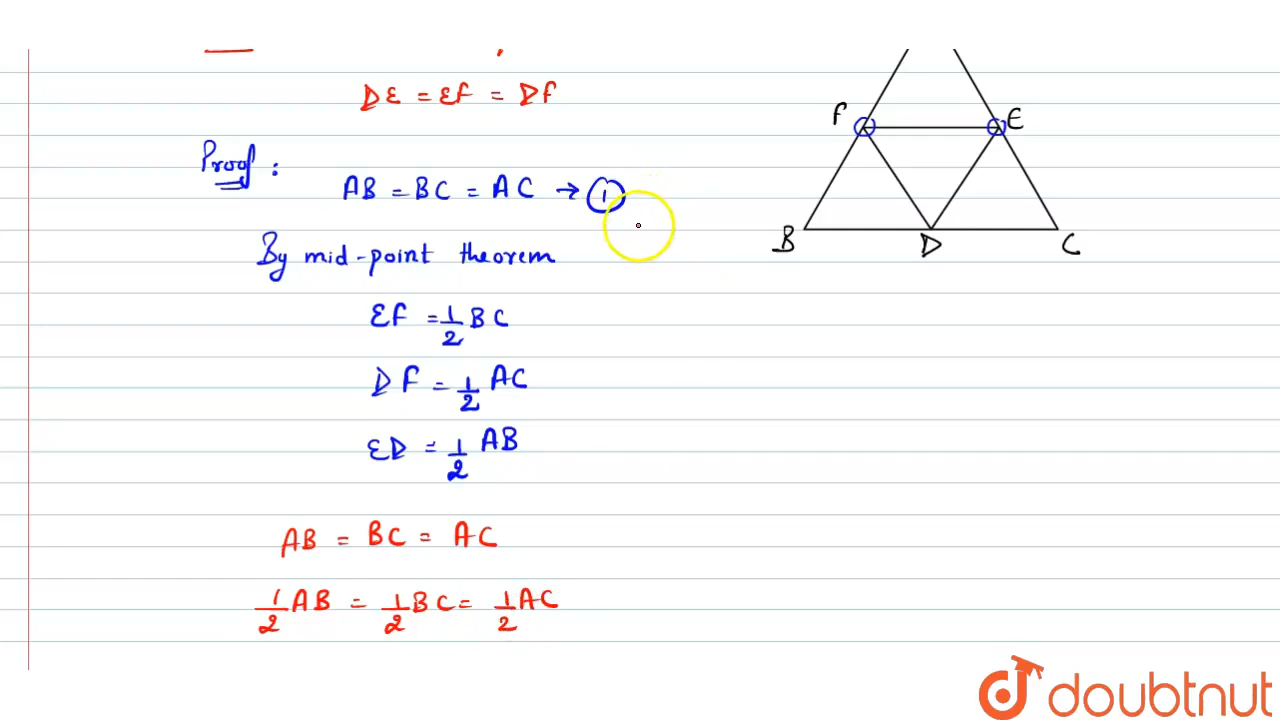 DE = EF = DF
Proof :
AB = BC = AC → 1
By mid-point theorem
EF = 1/2 BC
DF = 1/2 AC
ED = 1/2 AB
AB = BC = AC
1/2 AB = 1/2 BC = 1/2 AC
F E
B D C
doubtnut